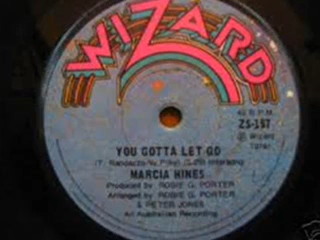 WIZARD
45 R.P.M.
ZS-157
YOU GOTTA LET GO
MARCIA HINES
Produced by ROBIE G. PORTER
Arranged by ROBIE G. PORTER
& PETER JONES
An Australian Recording